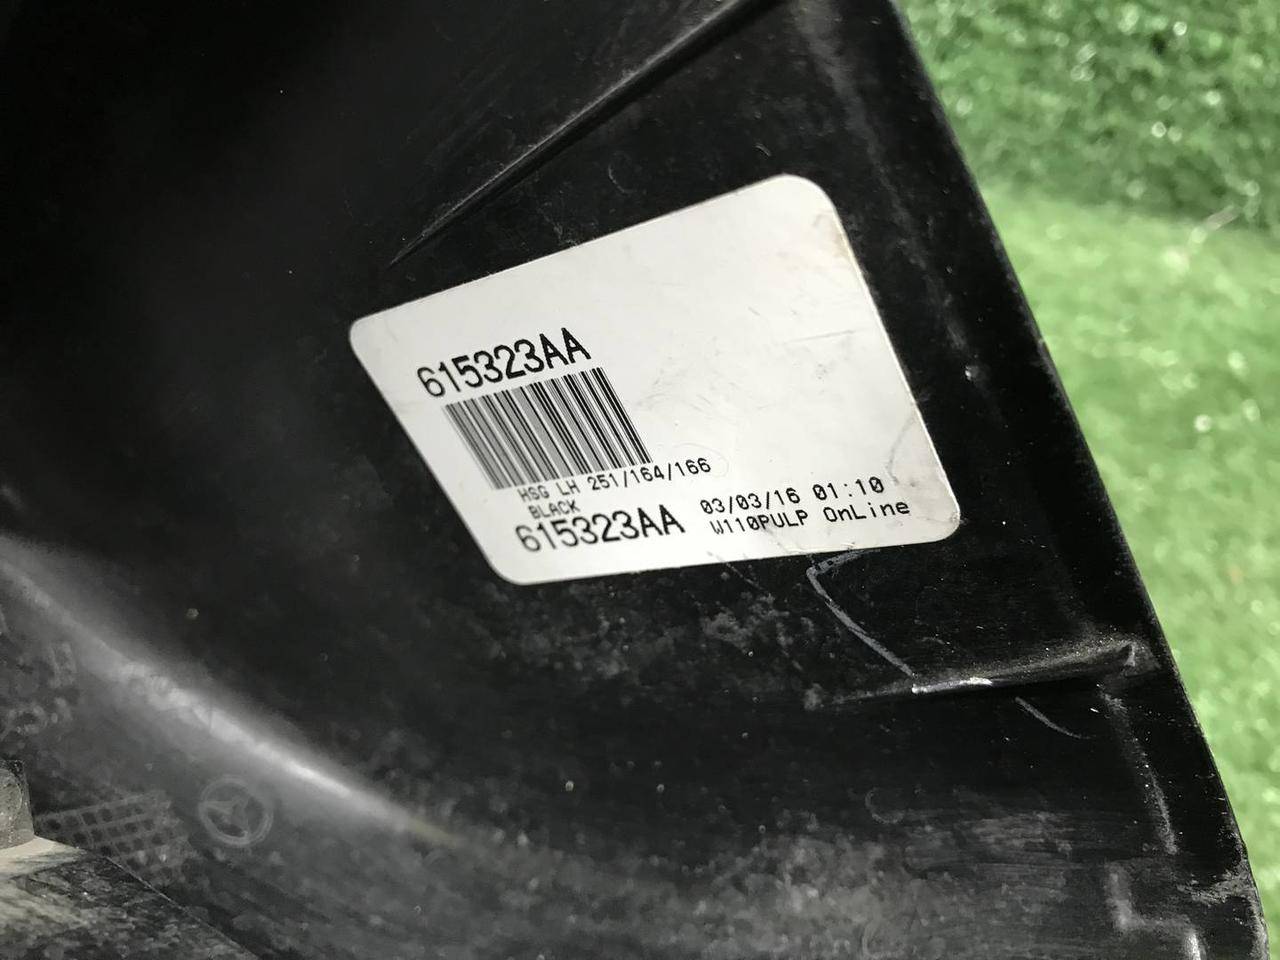 615323AA
HSG LH 251/164/166
BLACK
615323AA
03/03/16 01:10
W110PULP OnLine